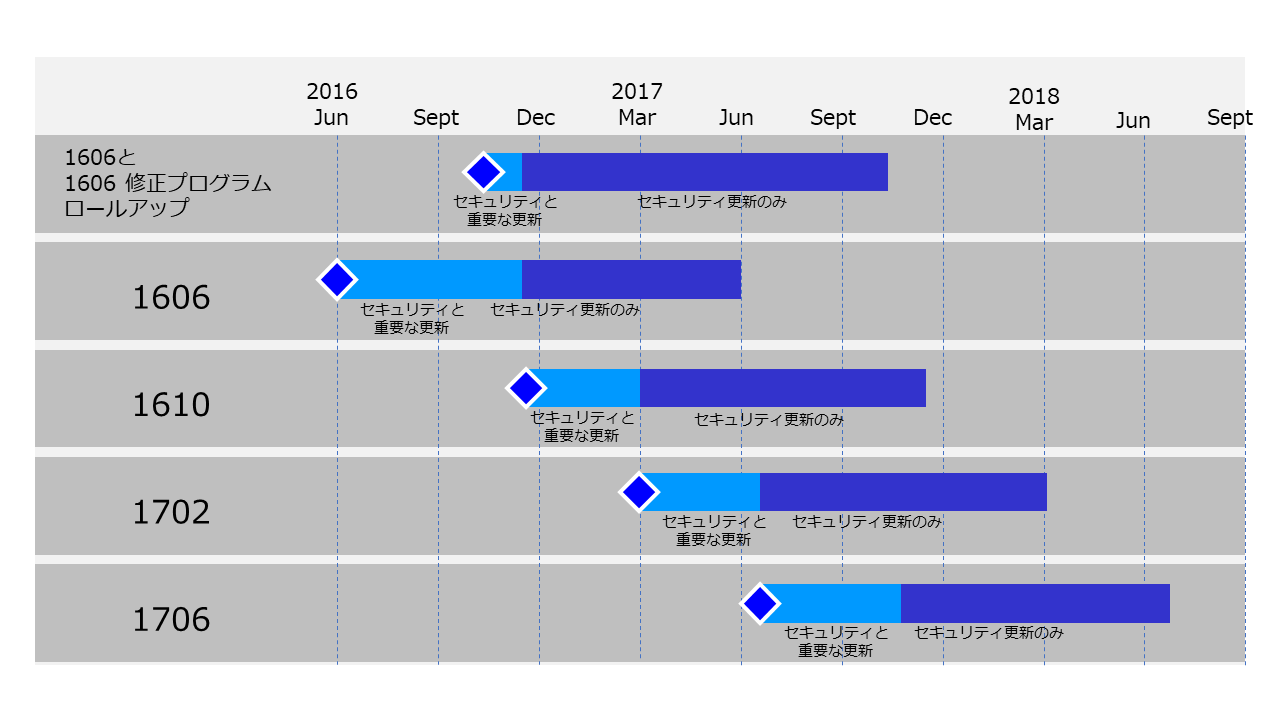 2016
Jun
Sept
Dec
2017
Mar
Jun
Sept
Dec
2018
Mar
Jun
Sept
1606と
1606 修正プログラム
ロールアップ
セキュリティと
重要な更新
セキュリティ更新のみ
1606
セキュリティと
重要な更新
セキュリティ更新のみ
1610
セキュリティと
重要な更新
セキュリティ更新のみ
1702
セキュリティと
重要な更新
セキュリティ更新のみ
1706
セキュリティと
重要な更新
セキュリティ更新のみ